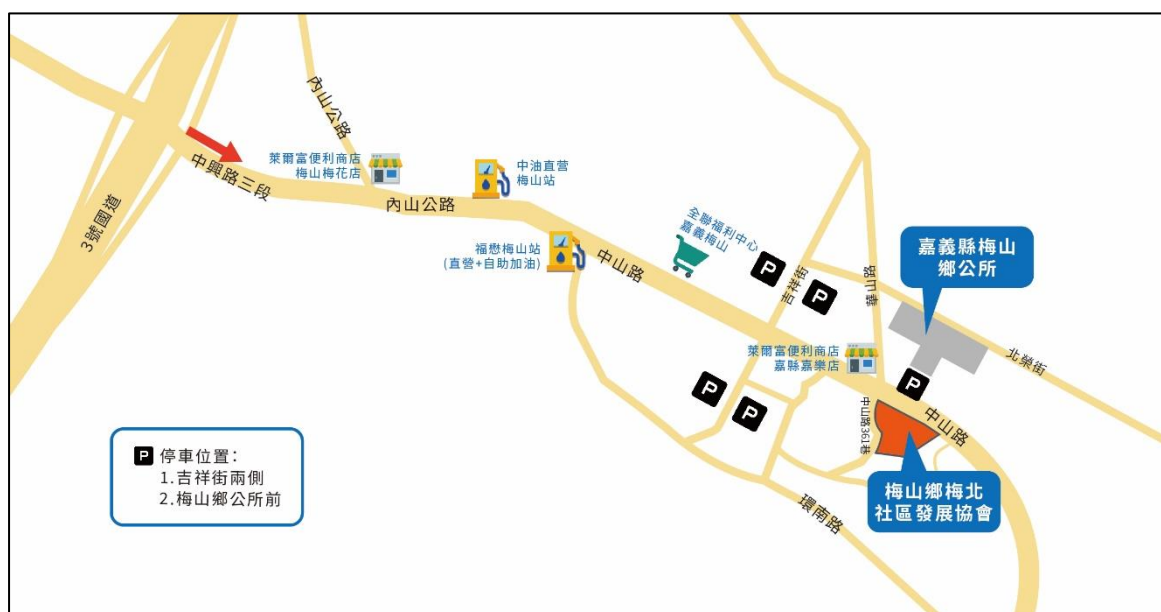 3號國道
中興路三段
內山公路
萊爾富便利商店
梅山梅花店
中油直營
梅山站
內山公路
福懋梅山站
(直營+自助加油)
中山路
全聯福利中心
嘉義梅山
P
P
吉祥街
嘉義縣梅山
鄉公所
北榮街
萊爾富便利商店
嘉縣嘉樂店
P
P
P
中山路361巷
中山路
梅山鄉梅北
社區發展協會
環南路
P 停車位置：
1.吉祥街兩側
2.梅山鄉公所前